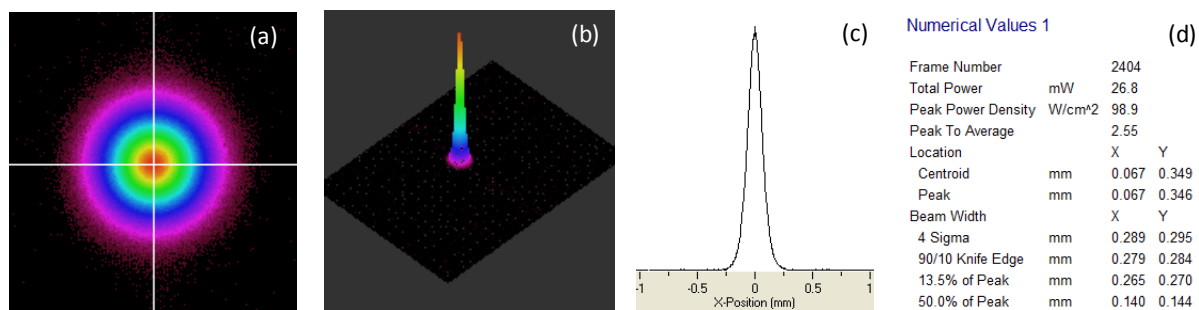 (a)
(b)
(c)
-1 -0.5 0 0.5 1
X-Position (mm)
(d)
Numerical Values 1
Frame Number 2404
Total Power mW 26.8
Peak Power Density W/cm^2 98.9
Peak To Average 2.55
Location X Y
Centroid mm 0.067 0.349
Peak mm 0.067 0.346
Beam Width X Y
4 Sigma mm 0.289 0.295
90/10 Knife Edge mm 0.279 0.284
13.5% of Peak mm 0.265 0.270
50.0% of Peak mm 0.140 0.144